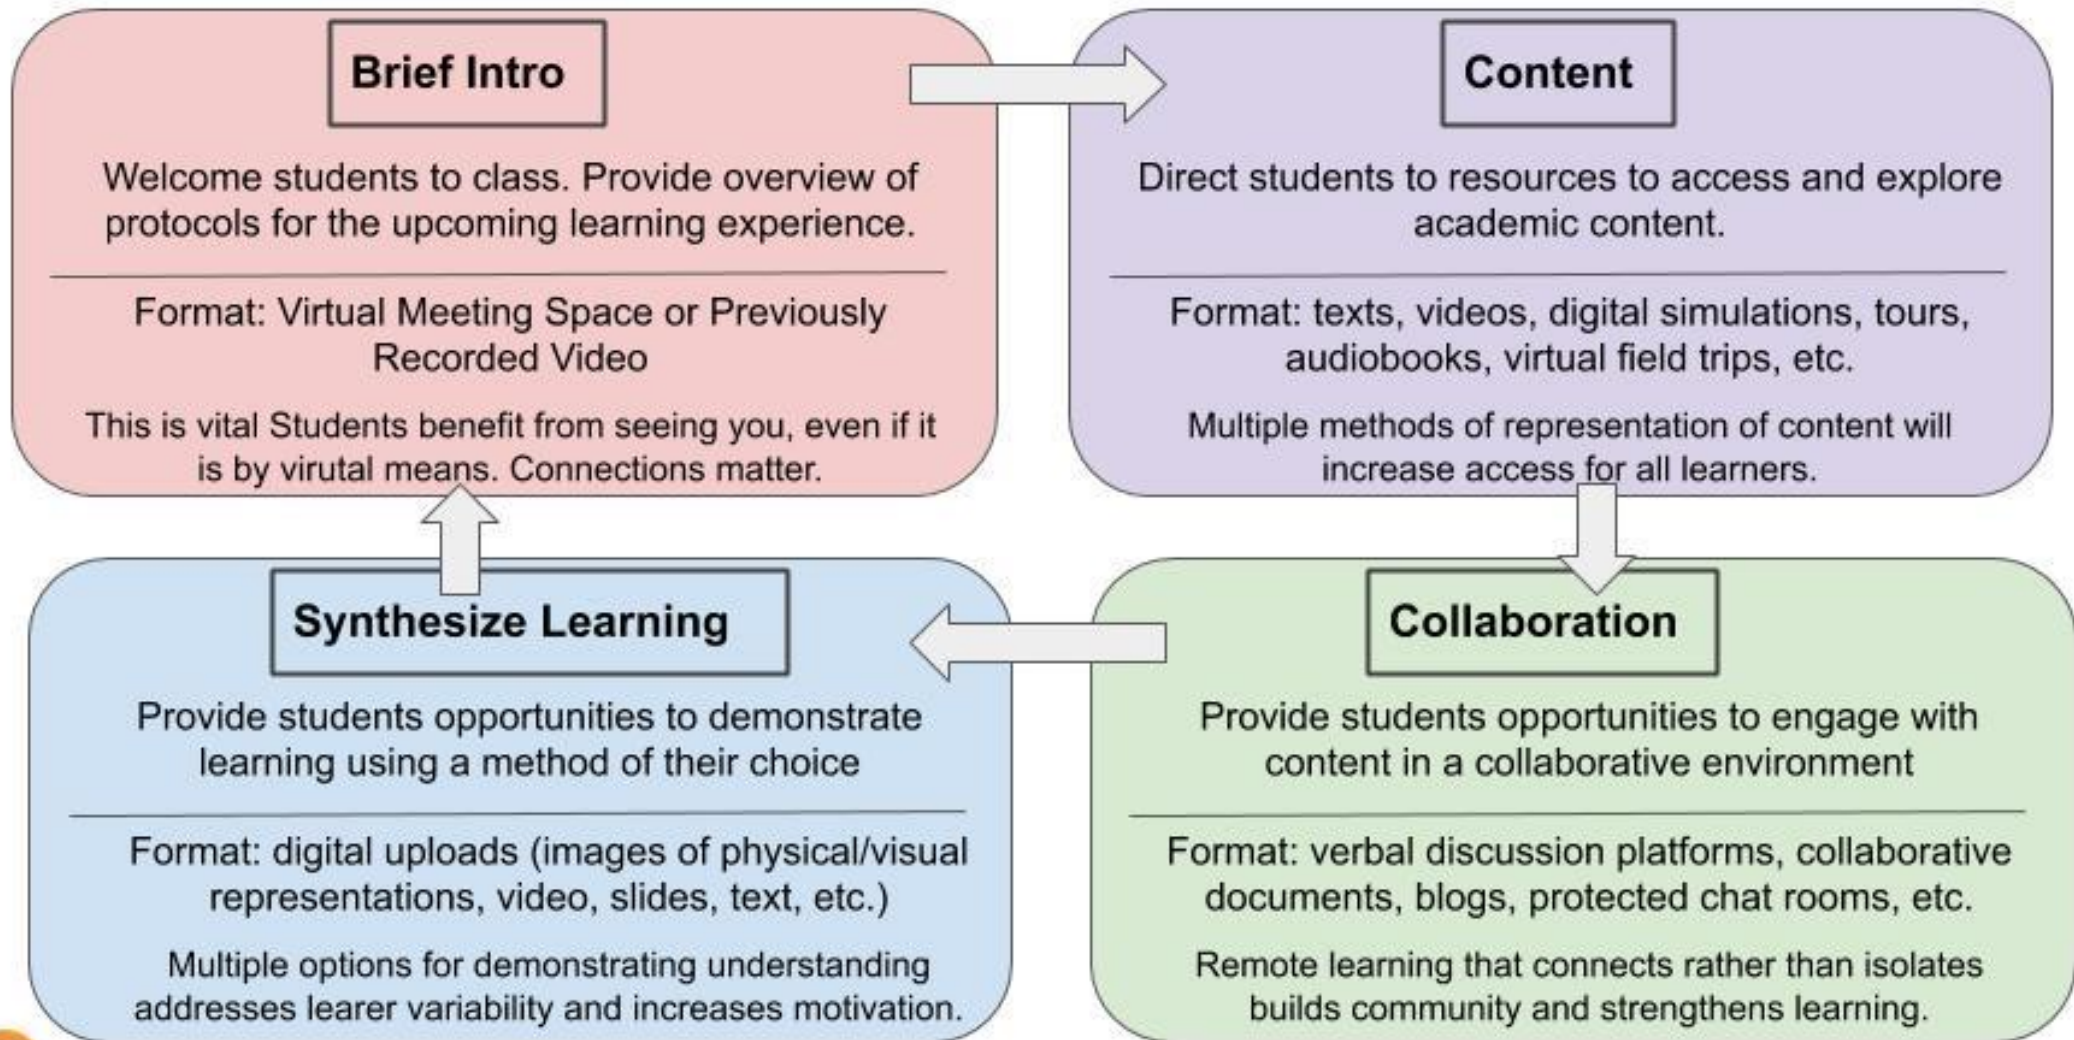 Brief Intro
Welcome students to class. Provide overview of
protocols for the upcoming learning experience.
Format: Virtual Meeting Space or Previously
Recorded Video
This is vital Students benefit from seeing you, even if it
is by virutal means. Connections matter.
Content
Direct students to resources to access and explore
academic content.
Format: texts, videos, digital simulations, tours,
audiobooks, virtual field trips, etc.
Multiple methods of representation of content will
increase access for all learners.
Collaboration
Provide students opportunities to engage with
content in a collaborative environment
Format: verbal discussion platforms, collaborative
documents, blogs, protected chat rooms, etc.
Remote learning that connects rather than isolates
builds community and strengthens learning.
Synthesize Learning
Provide students opportunities to demonstrate
learning using a method of their choice
Format: digital uploads (images of physical/visual
representations, video, slides, text, etc.)
Multiple options for demonstrating understanding
addresses learer variability and increases motivation.